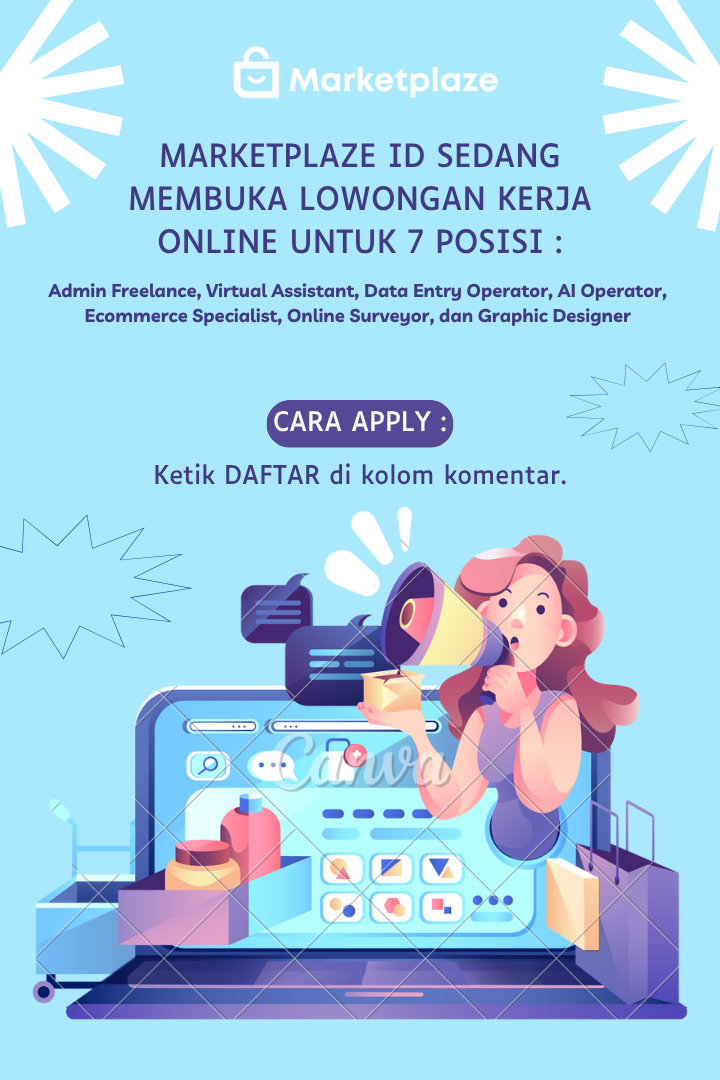 Marketplaze
MARKETPLAZE ID SEDANG
MEMBUKA LOWONGAN KERJA
ONLINE UNTUK 7 POSISI :
Admin Freelance, Virtual Assistant, Data Entry Operator, AI Operator,
Ecommerce Specialist, Online Surveyor, dan Graphic Designer
CARA APPLY :
Ketik DAFTAR di kolom komentar.
Canva